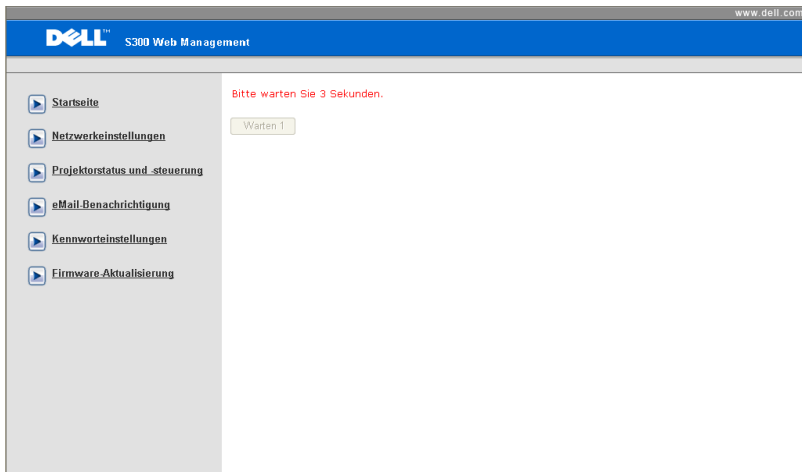 www.dell.com
DELL™ S300 Web Management
Startseite
Netzwerkeinstellungen
Projektorstatus und -steuerung
eMail-Benachrichtigung
Kennworteinstellungen
Firmware-Aktualisierung
Bitte warten Sie 3 Sekunden.
Warten 1